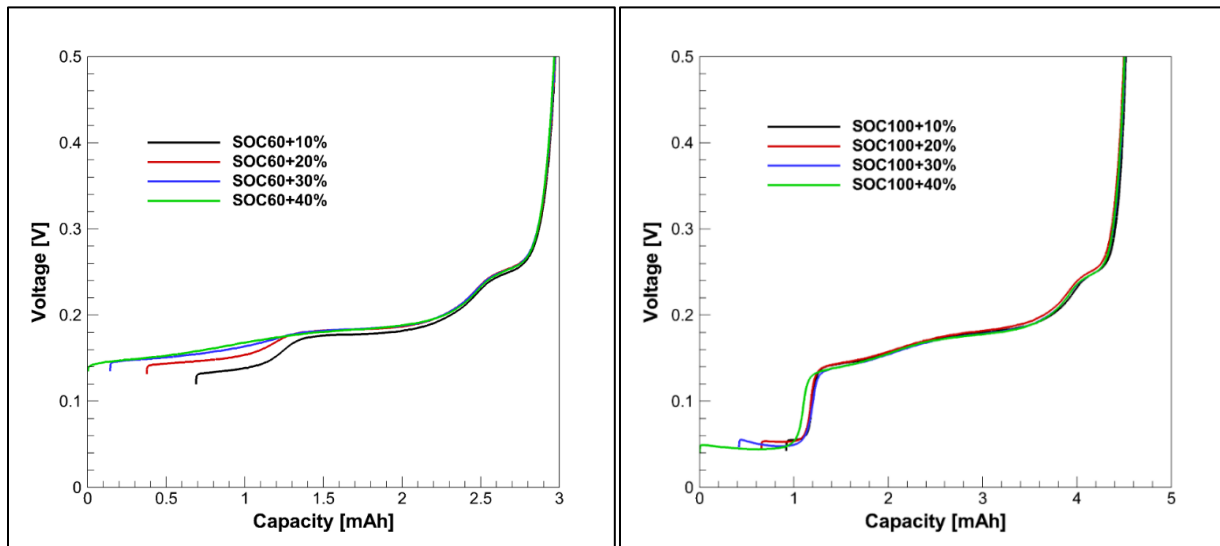 0.5
0.4
0.3
0.2
0.1
0
Voltage [V]
SOC60+10%
SOC60+20%
SOC60+30%
SOC60+40%
0
0.5
1
1.5
2
2.5
3
Capacity [mAh]
0.5
0.4
0.3
0.2
0.1
0
Voltage [V]
SOC100+10%
SOC100+20%
SOC100+30%
SOC100+40%
0
1
2
3
4
5
Capacity [mAh]